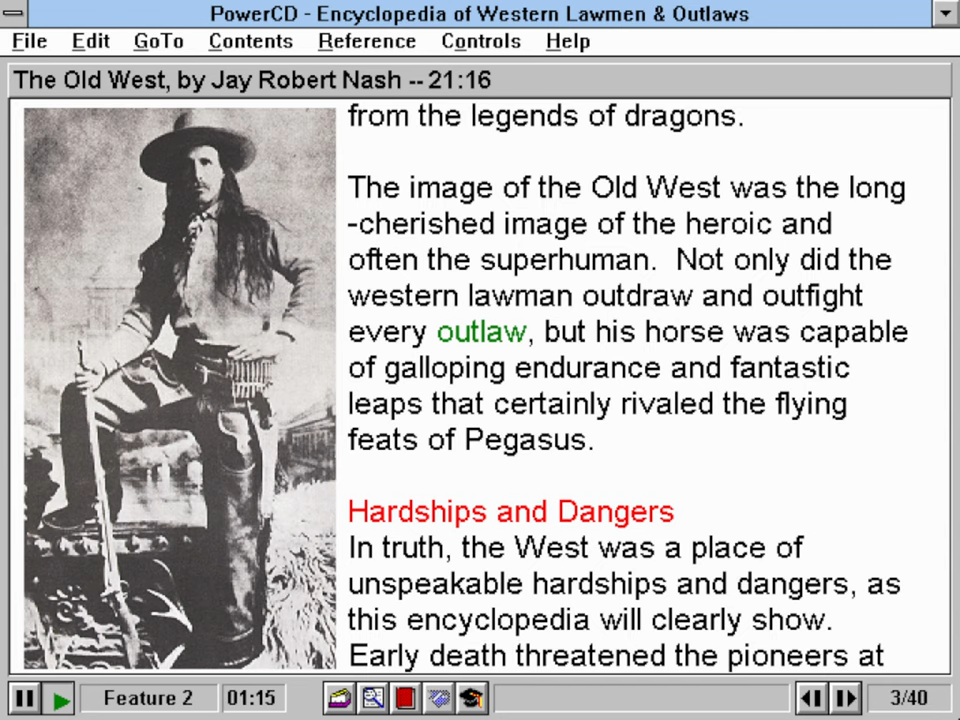 PowerCD - Encyclopedia of Western Lawmen & Outlaws
File Edit GoTo Contents Reference Controls Help
The Old West, by Jay Robert Nash -- 21:16
from the legends of dragons.
The image of the Old West was the long
-cherished image of the heroic and
often the superhuman. Not only did the
western lawman outdraw and outfight
every outlaw, but his horse was capable
of galloping endurance and fantastic
leaps that certainly rivaled the flying
feats of Pegasus.
Hardships and Dangers
In truth, the West was a place of
unspeakable hardships and dangers, as
this encyclopedia will clearly show.
Early death threatened the pioneers at
Feature 2 01:15 3/40